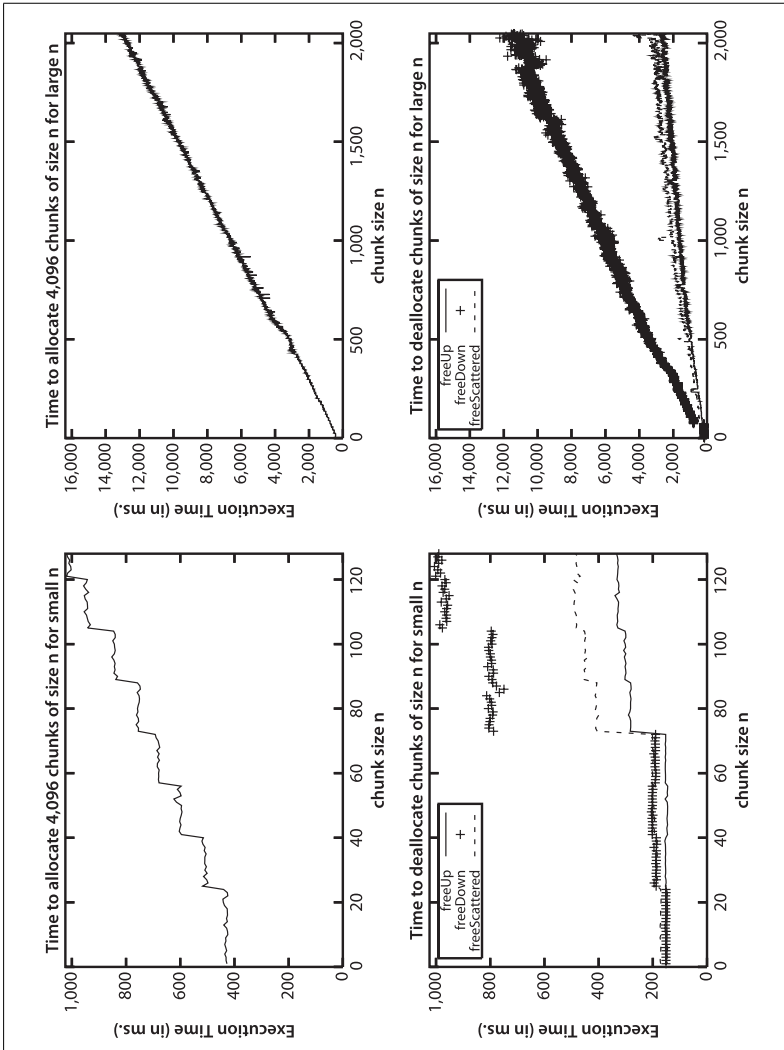 Time to allocate 4,096 chunks of size n for small n
Execution Time (in ms.)
1,000
800
600
400
200
0
0 20 40 60 80 100 120
chunk size n
Time to allocate 4,096 chunks of size n for large n
Execution Time (in ms.)
16,000
14,000
12,000
10,000
8,000
6,000
4,000
2,000
0
0 500 1,000 1,500 2,000
chunk size n
Time to deallocate chunks of size n for small n
Execution Time (in ms.)
1,000
800
600
400
200
0
freeUp
freeDown
freeScattered
0 20 40 60 80 100 120
chunk size n
Time to deallocate chunks of size n for large n
Execution Time (in ms.)
16,000
14,000
12,000
10,000
8,000
6,000
4,000
2,000
0
freeUp
freeDown
freeScattered
0 500 1,000 1,500 2,000
chunk size n